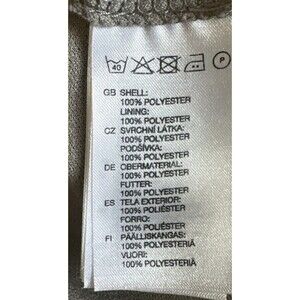 40 P
GB SHELL:
100% POLYESTER
LINING:
100% POLYESTER
CZ SVRCHNÍ LÁTKA:
100% POLYESTER
PODŠÍVKA:
100% POLYESTER
DE OBERMATERIAL:
100% POLYESTER
FUTTER:
100% POLYESTER
ES TELA EXTERIOR:
100% POLIÉSTER
FORRO:
100% POLIÉSTER
FI PÄÄLLISKANGAS:
100% POLYESTERIÄ
VUORI:
100% POLYESTERIÄ